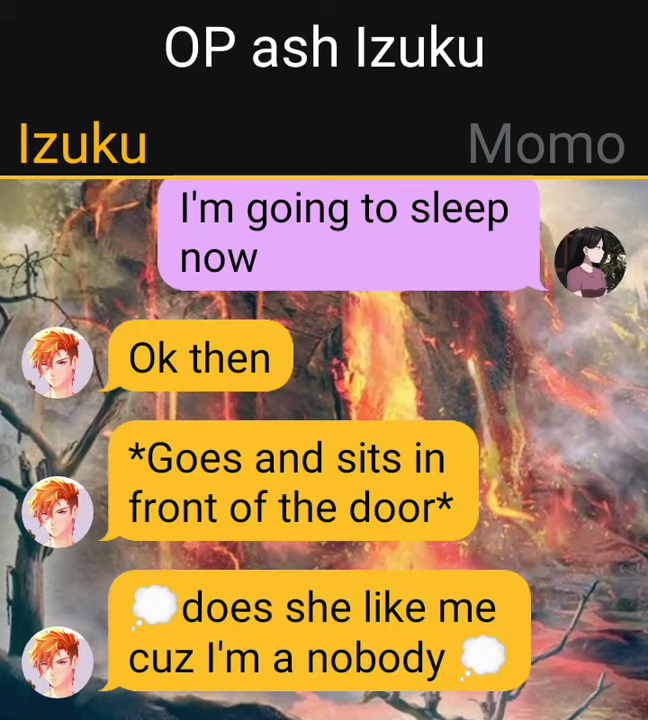 OP ash Izuku
Izuku
Momo
I'm going to sleep
now
Ok then
*Goes and sits in
front of the door*
💭does she like me
cuz I'm a nobody 💭